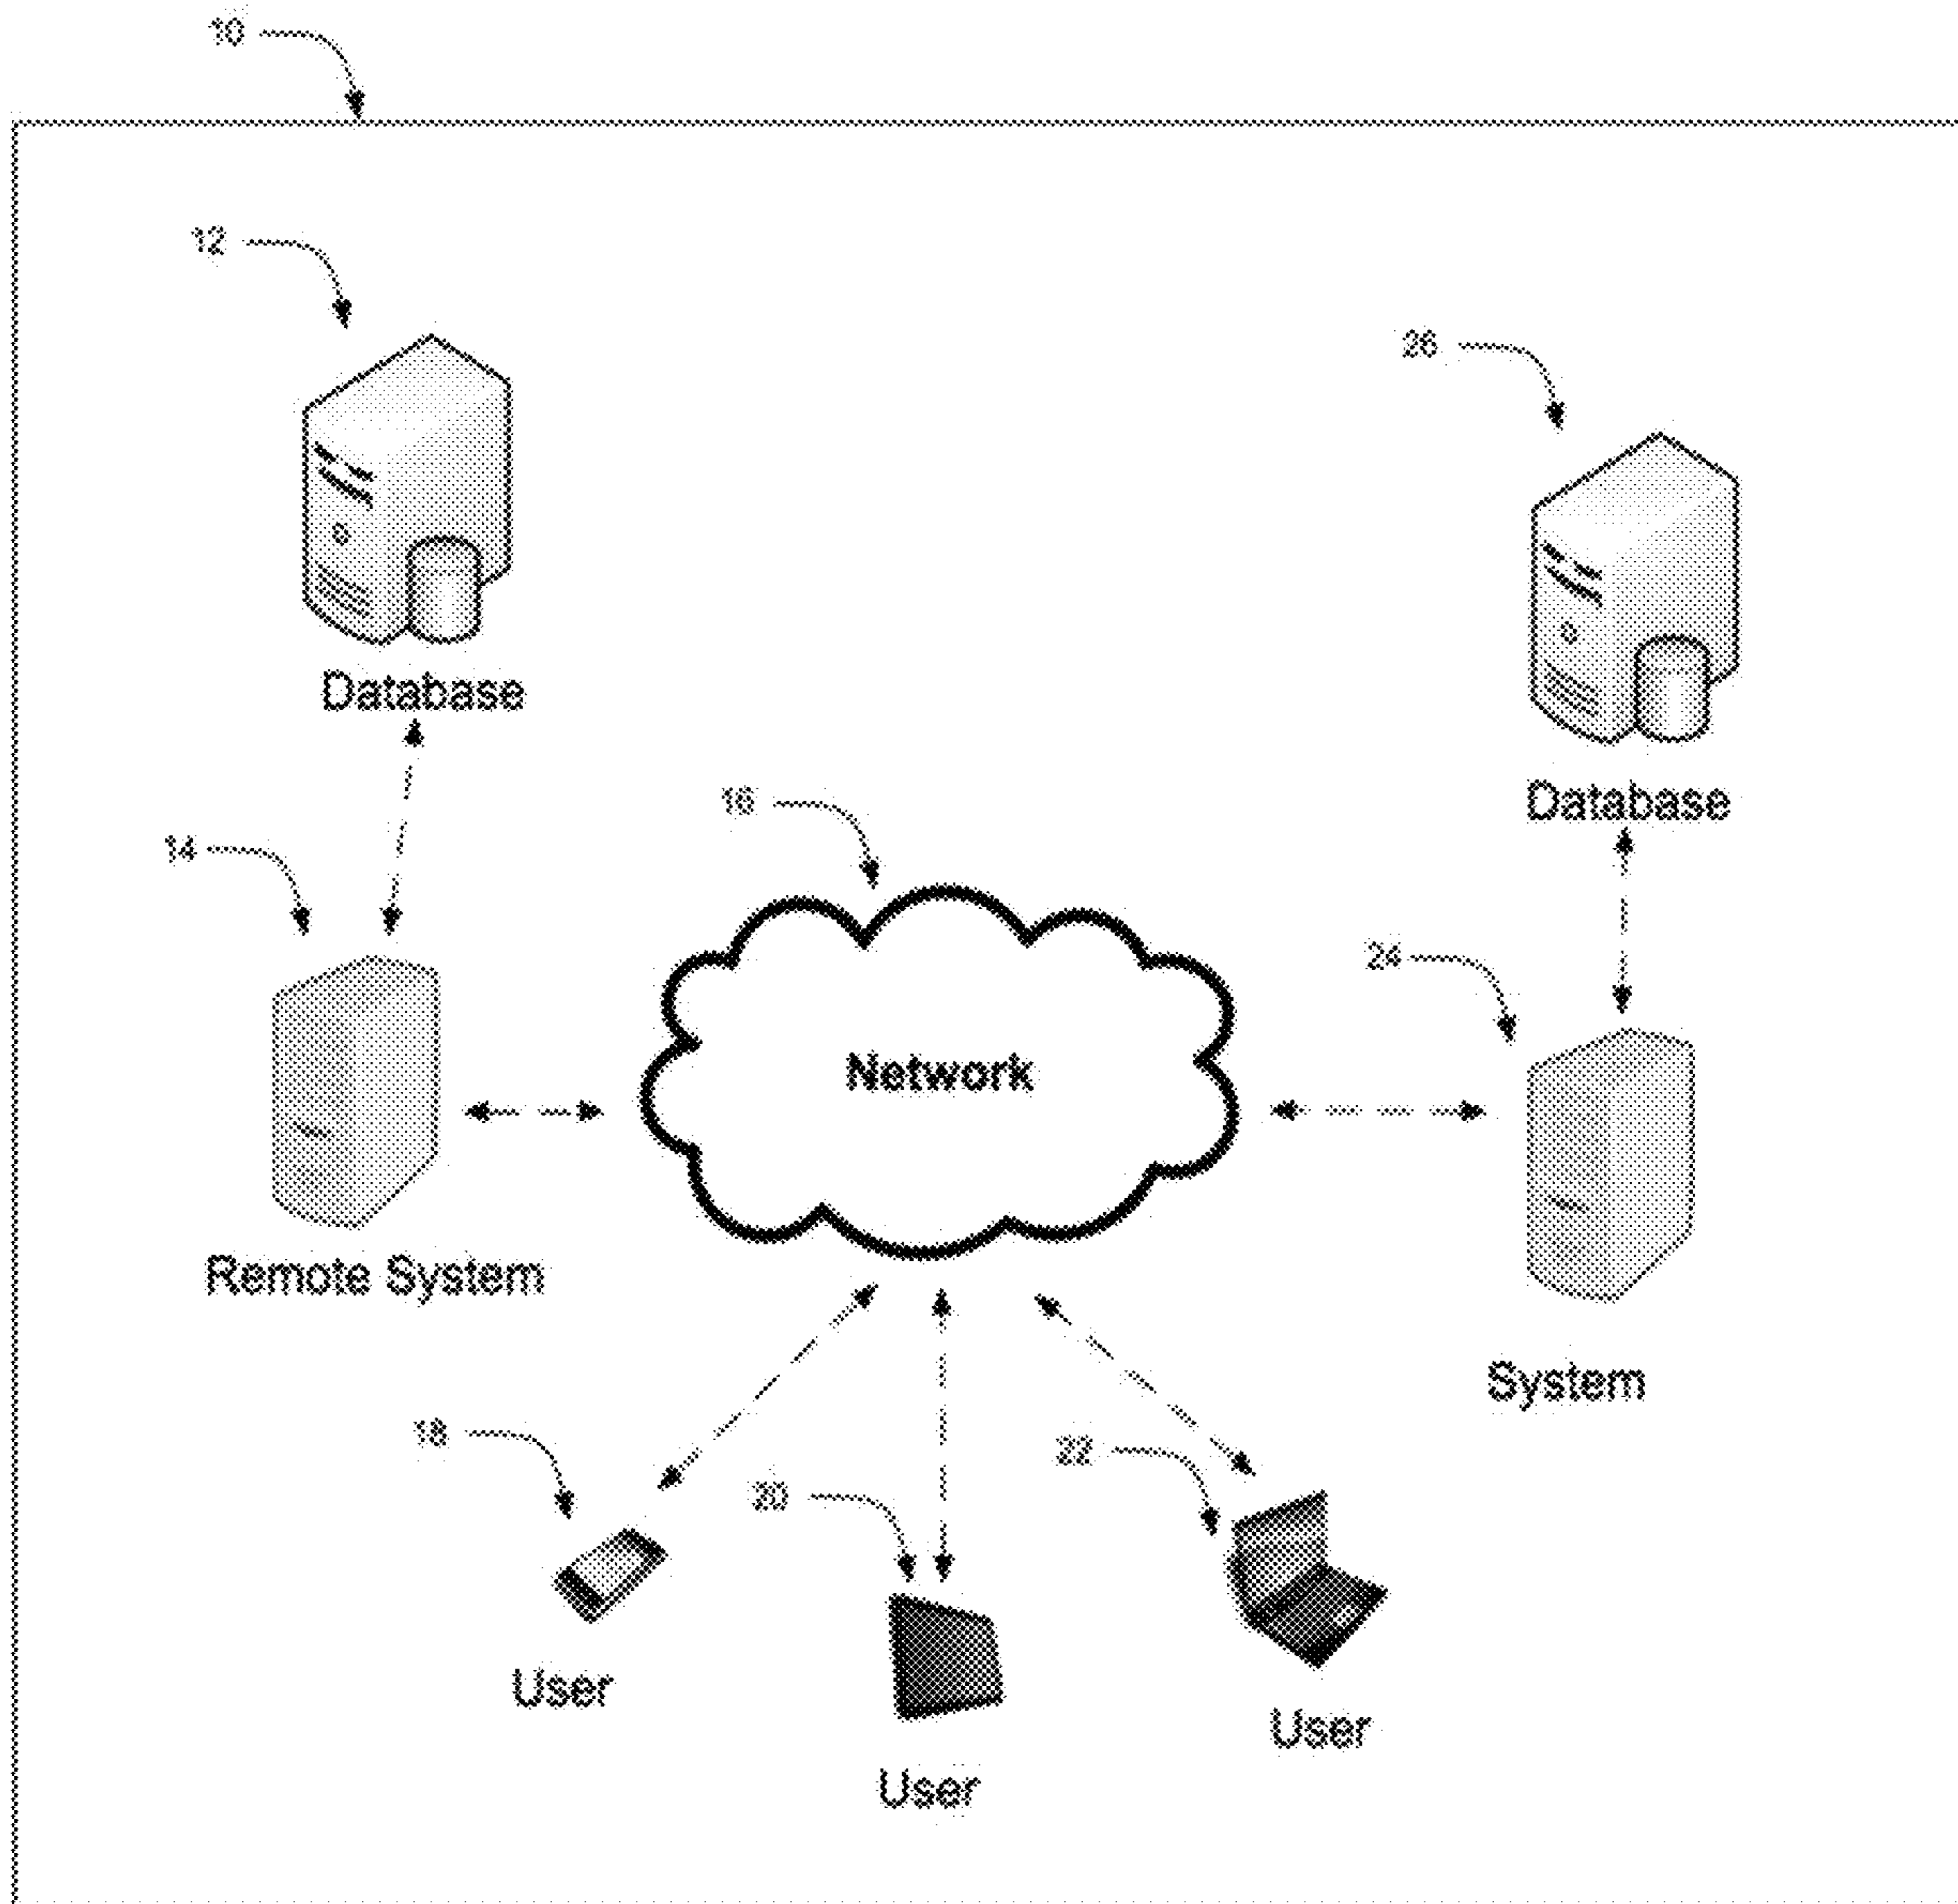 10
12
26
Database
Database
16
14
24
Network
Remote System
System
18
22
20
User
User
User